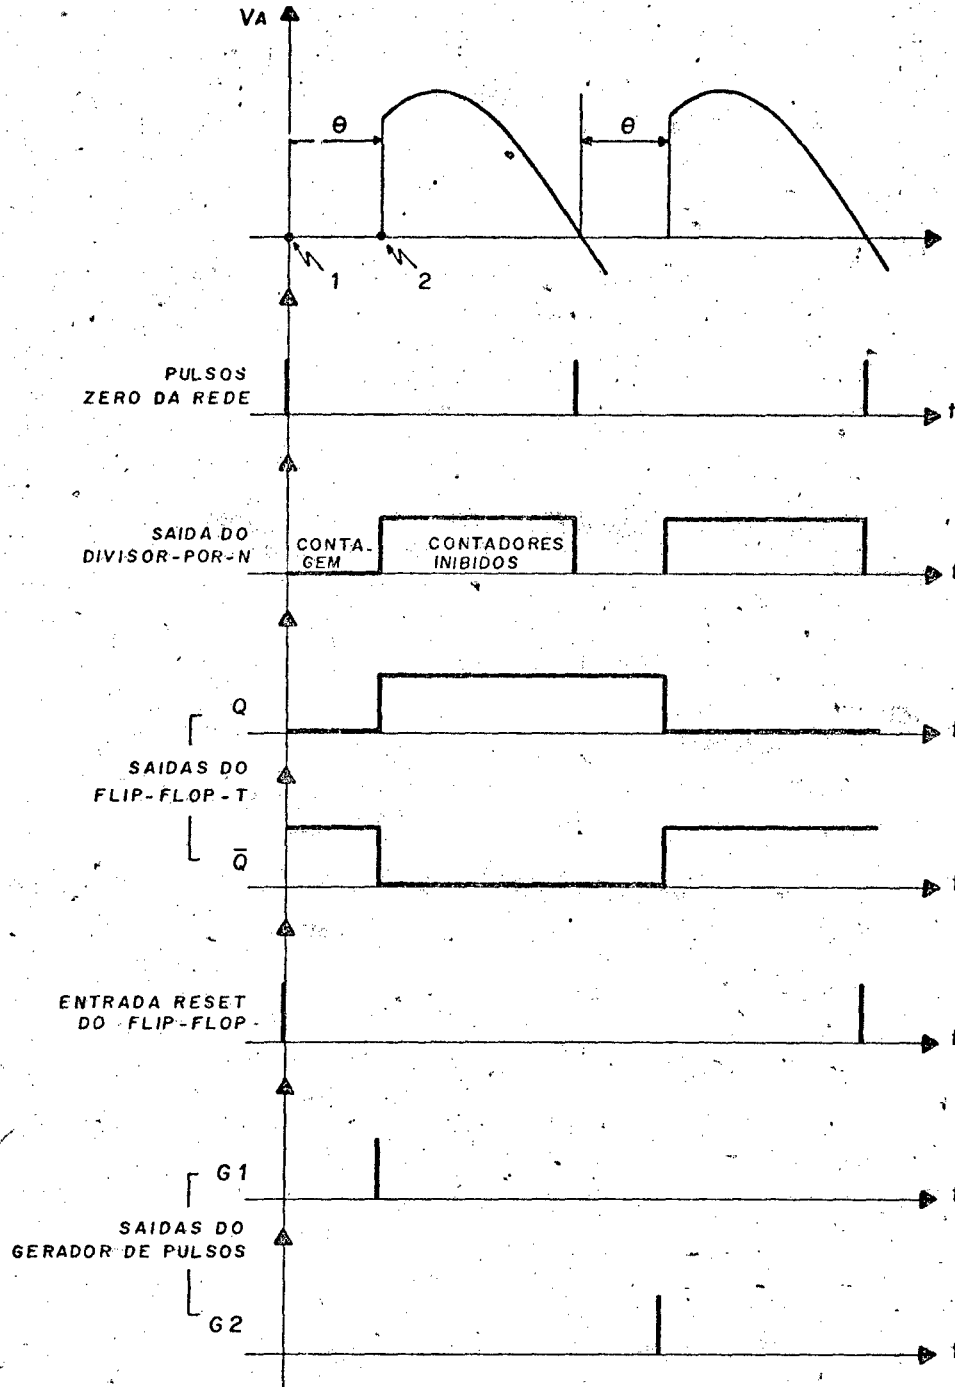 VA
θ
θ
1
2
PULSOS
ZERO DA REDE
t
SAIDA DO
DIVISOR-POR-N
CONTA-
GEM
CONTADORES
INIBIDOS
t
Q
t
SAIDAS DO
FLIP-FLOP-T
Q̅
t
ENTRADA RESET
DO FLIP-FLOP
t
G1
t
SAIDAS DO
GERADOR DE PULSOS
G2
t